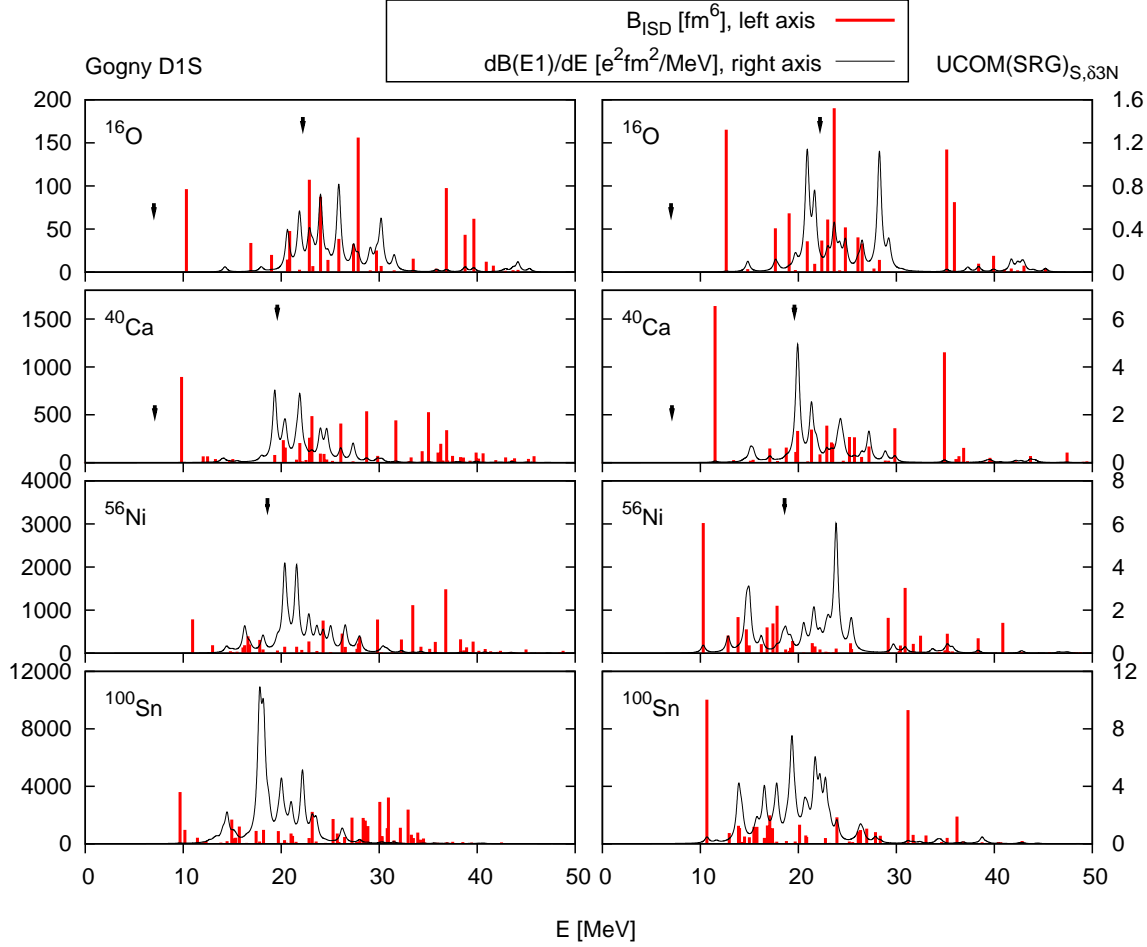 B_ISD [fm^6], left axis
dB(E1)/dE [e^2fm^2/MeV], right axis
Gogny D1S
UCOM(SRG)_S,δ3N
200
150
100
50
0
^16O
^16O
1.6
1.2
0.8
0.4
0
1500
1000
500
0
^40Ca
^40Ca
6
4
2
0
4000
3000
2000
1000
0
^56Ni
^56Ni
8
6
4
2
0
12000
8000
4000
0
^100Sn
^100Sn
12
8
4
0
0 10 20 30 40 50 0 10 20 30 40 50
E [MeV]